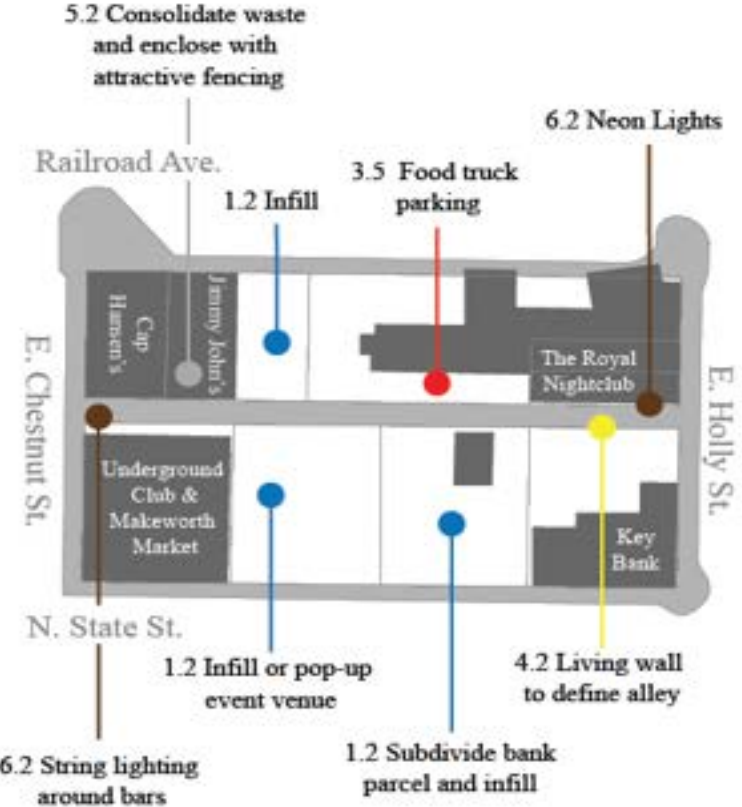 5.2 Consolidate waste
and enclose with
attractive fencing
6.2 Neon Lights
Railroad Ave.
3.5 Food truck
parking
1.2 Infill
Cap
Hansen's
Jimmy John's
The Royal
Nightclub
E. Chestnut St.
E. Holly St.
Underground
Club &
Makeworth
Market
Key
Bank
N. State St.
1.2 Infill or pop-up
event venue
4.2 Living wall
to define alley
6.2 String lighting
around bars
1.2 Subdivide bank
parcel and infill